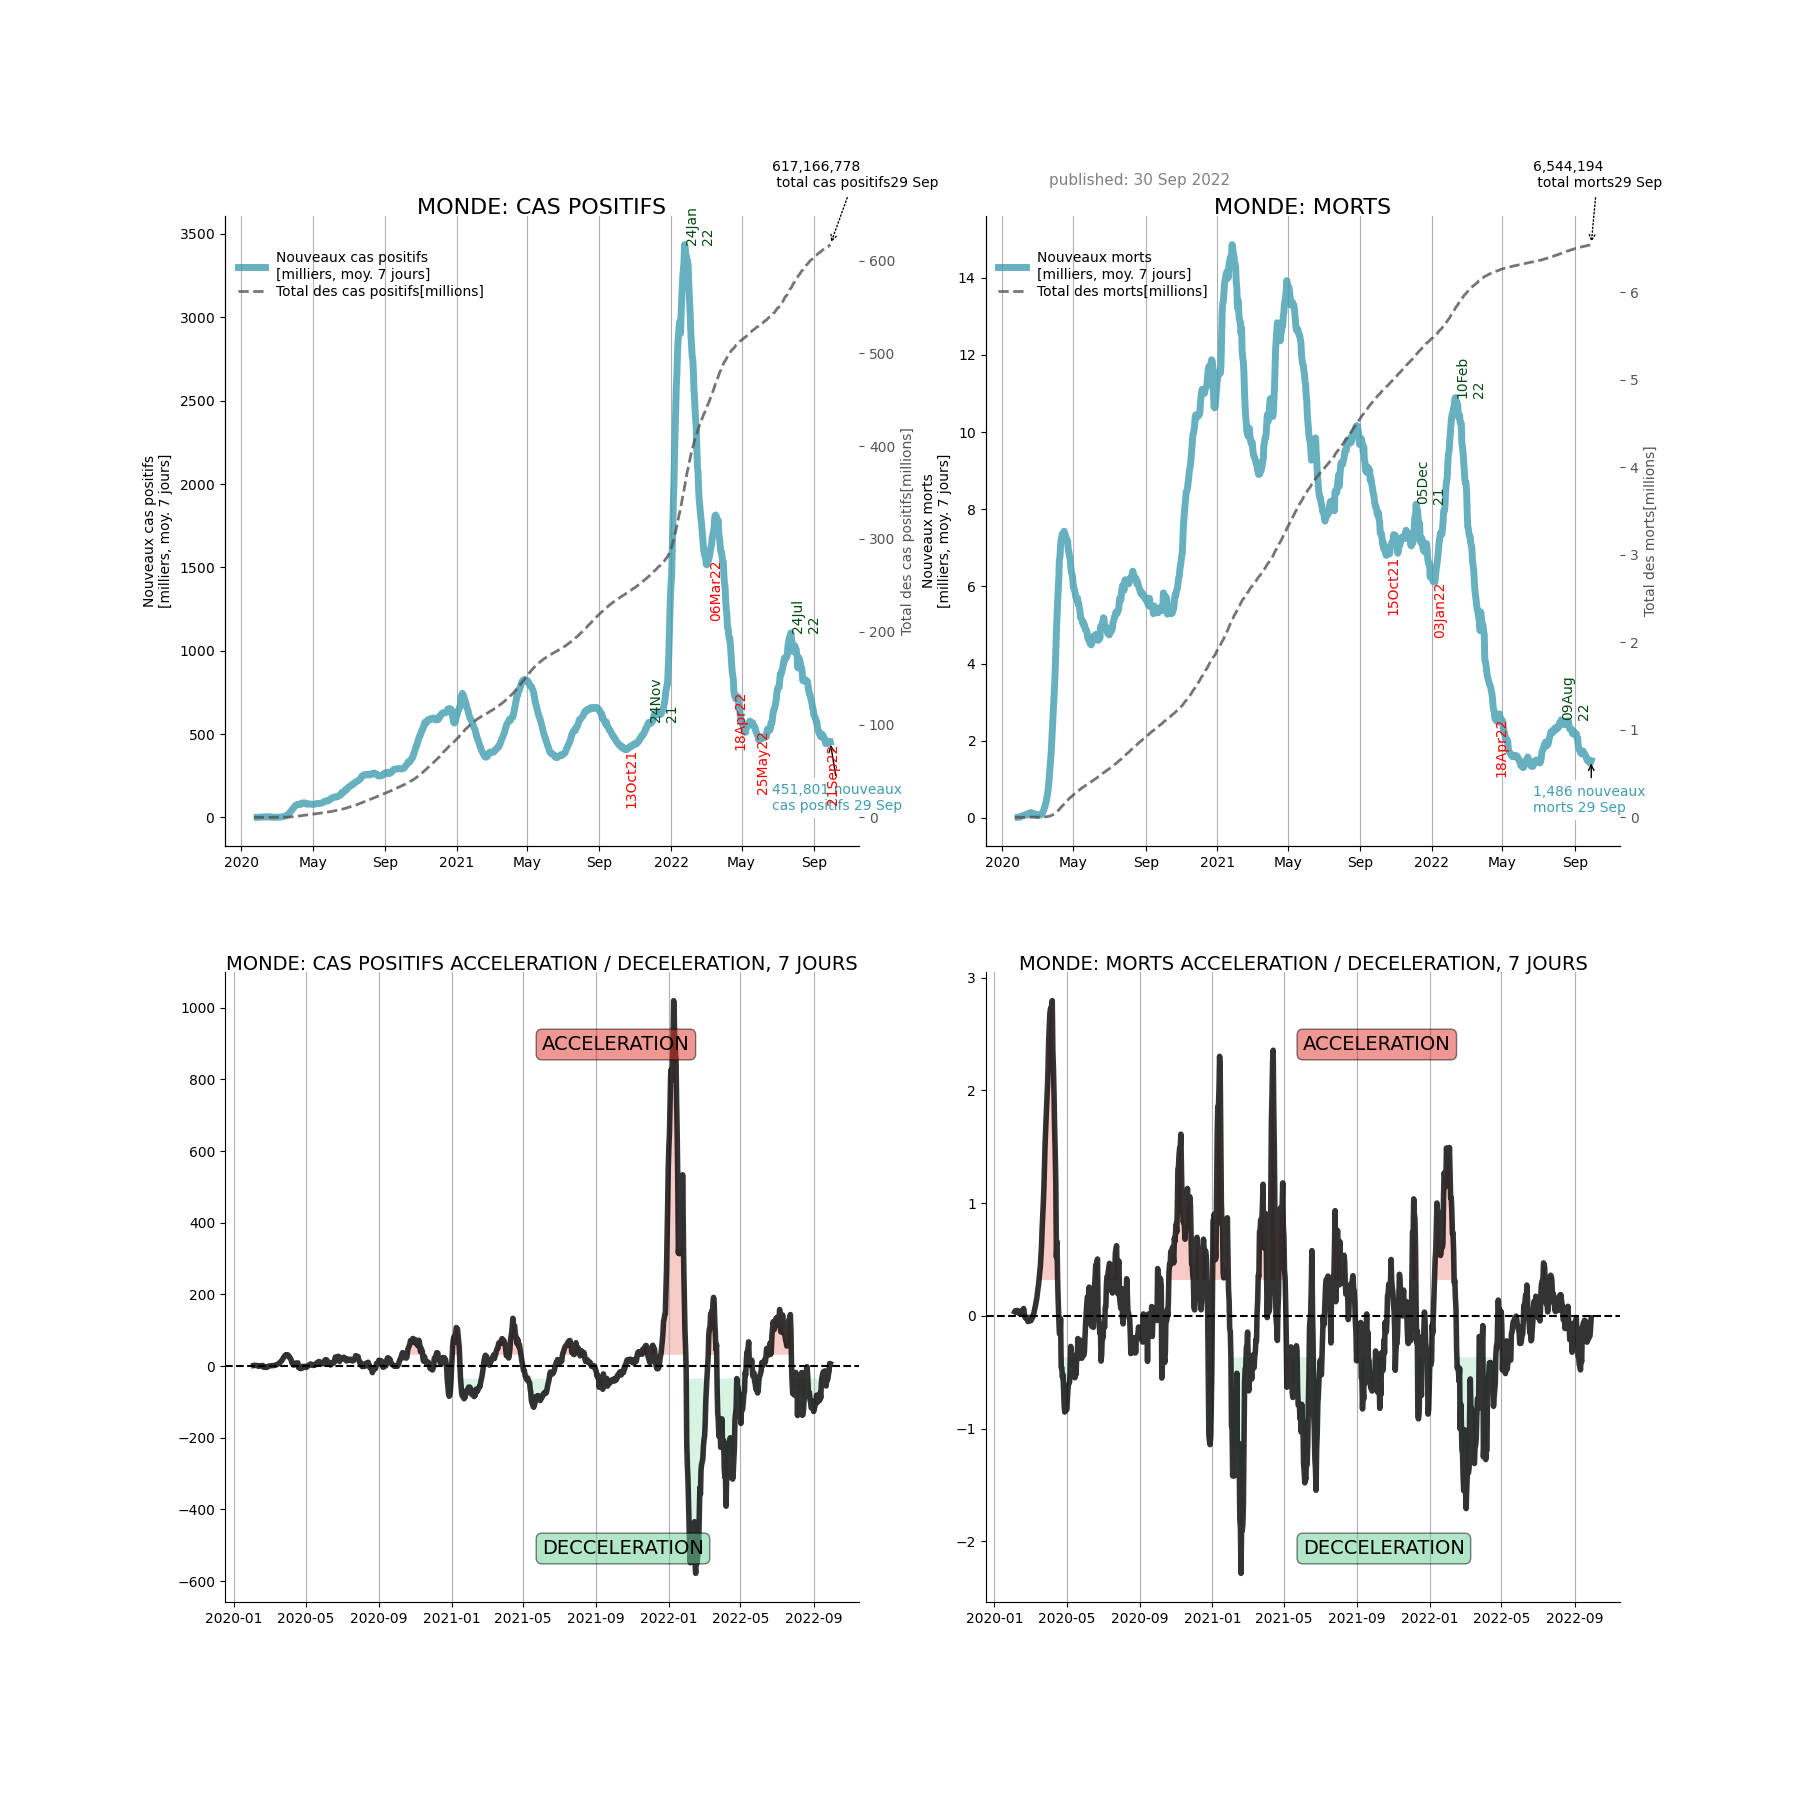 617,166,778
total cas positifs29 Sep
MONDE: CAS POSITIFS
24Jan
22
Nouveaux cas positifs
[milliers, moy. 7 jours]
Total des cas positifs[millions]
3500
3000
2500
2000
1500
1000
500
0
600
500
400
300
200
100
0
Nouveaux cas positifs
[milliers, moy. 7 jours]
Total des cas positifs[millions]
06Mar22
24Jul
22
24Nov
21
18Apr22
25May22
13Oct21
21Sep22
451,801 nouveaux
cas positifs 29 Sep
2020
May
Sep
2021
May
Sep
2022
May
Sep
published: 30 Sep 2022
6,544,194
total morts29 Sep
MONDE: MORTS
Nouveaux morts
[milliers, moy. 7 jours]
Total des morts[millions]
14
12
10
8
6
4
2
0
6
5
4
3
2
1
0
Nouveaux morts
[milliers, moy. 7 jours]
Total des morts[millions]
10Feb
22
05Dec
21
15Oct21
03Jan22
09Aug
22
18Apr22
1,486 nouveaux
morts 29 Sep
2020
May
Sep
2021
May
Sep
2022
May
Sep
MONDE: CAS POSITIFS ACCELERATION / DECELERATION, 7 JOURS
1000
800
600
400
200
0
−200
−400
−600
ACCELERATION
DECCELERATION
2020-01
2020-05
2020-09
2021-01
2021-05
2021-09
2022-01
2022-05
2022-09
MONDE: MORTS ACCELERATION / DECELERATION, 7 JOURS
3
2
1
0
−1
−2
ACCELERATION
DECCELERATION
2020-01
2020-05
2020-09
2021-01
2021-05
2021-09
2022-01
2022-05
2022-09